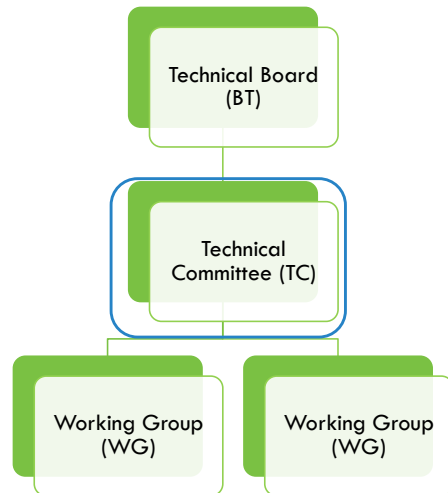 Technical Board
(BT)
Technical
Committee (TC)
Working Group
(WG)
Working Group
(WG)